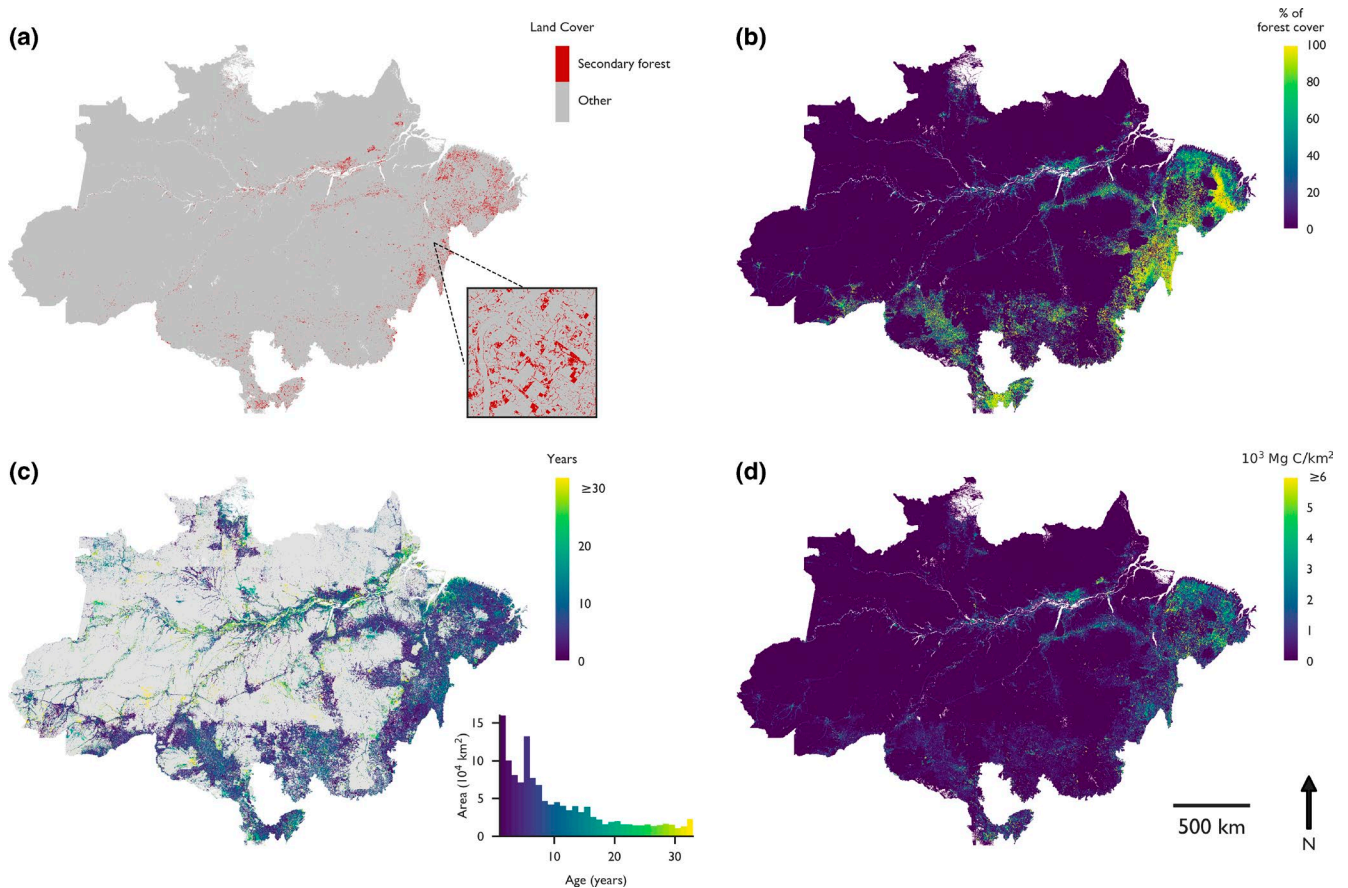 (a)
Land Cover
Secondary forest
Other
(b)
% of
forest cover
100
80
60
40
20
0
(c)
Years
≥30
20
10
0
Area (10⁴ km²)
15
10
5
0
10
20
30
Age (years)
(d)
10³ Mg C/km²
≥6
5
4
3
2
1
0
500 km
N